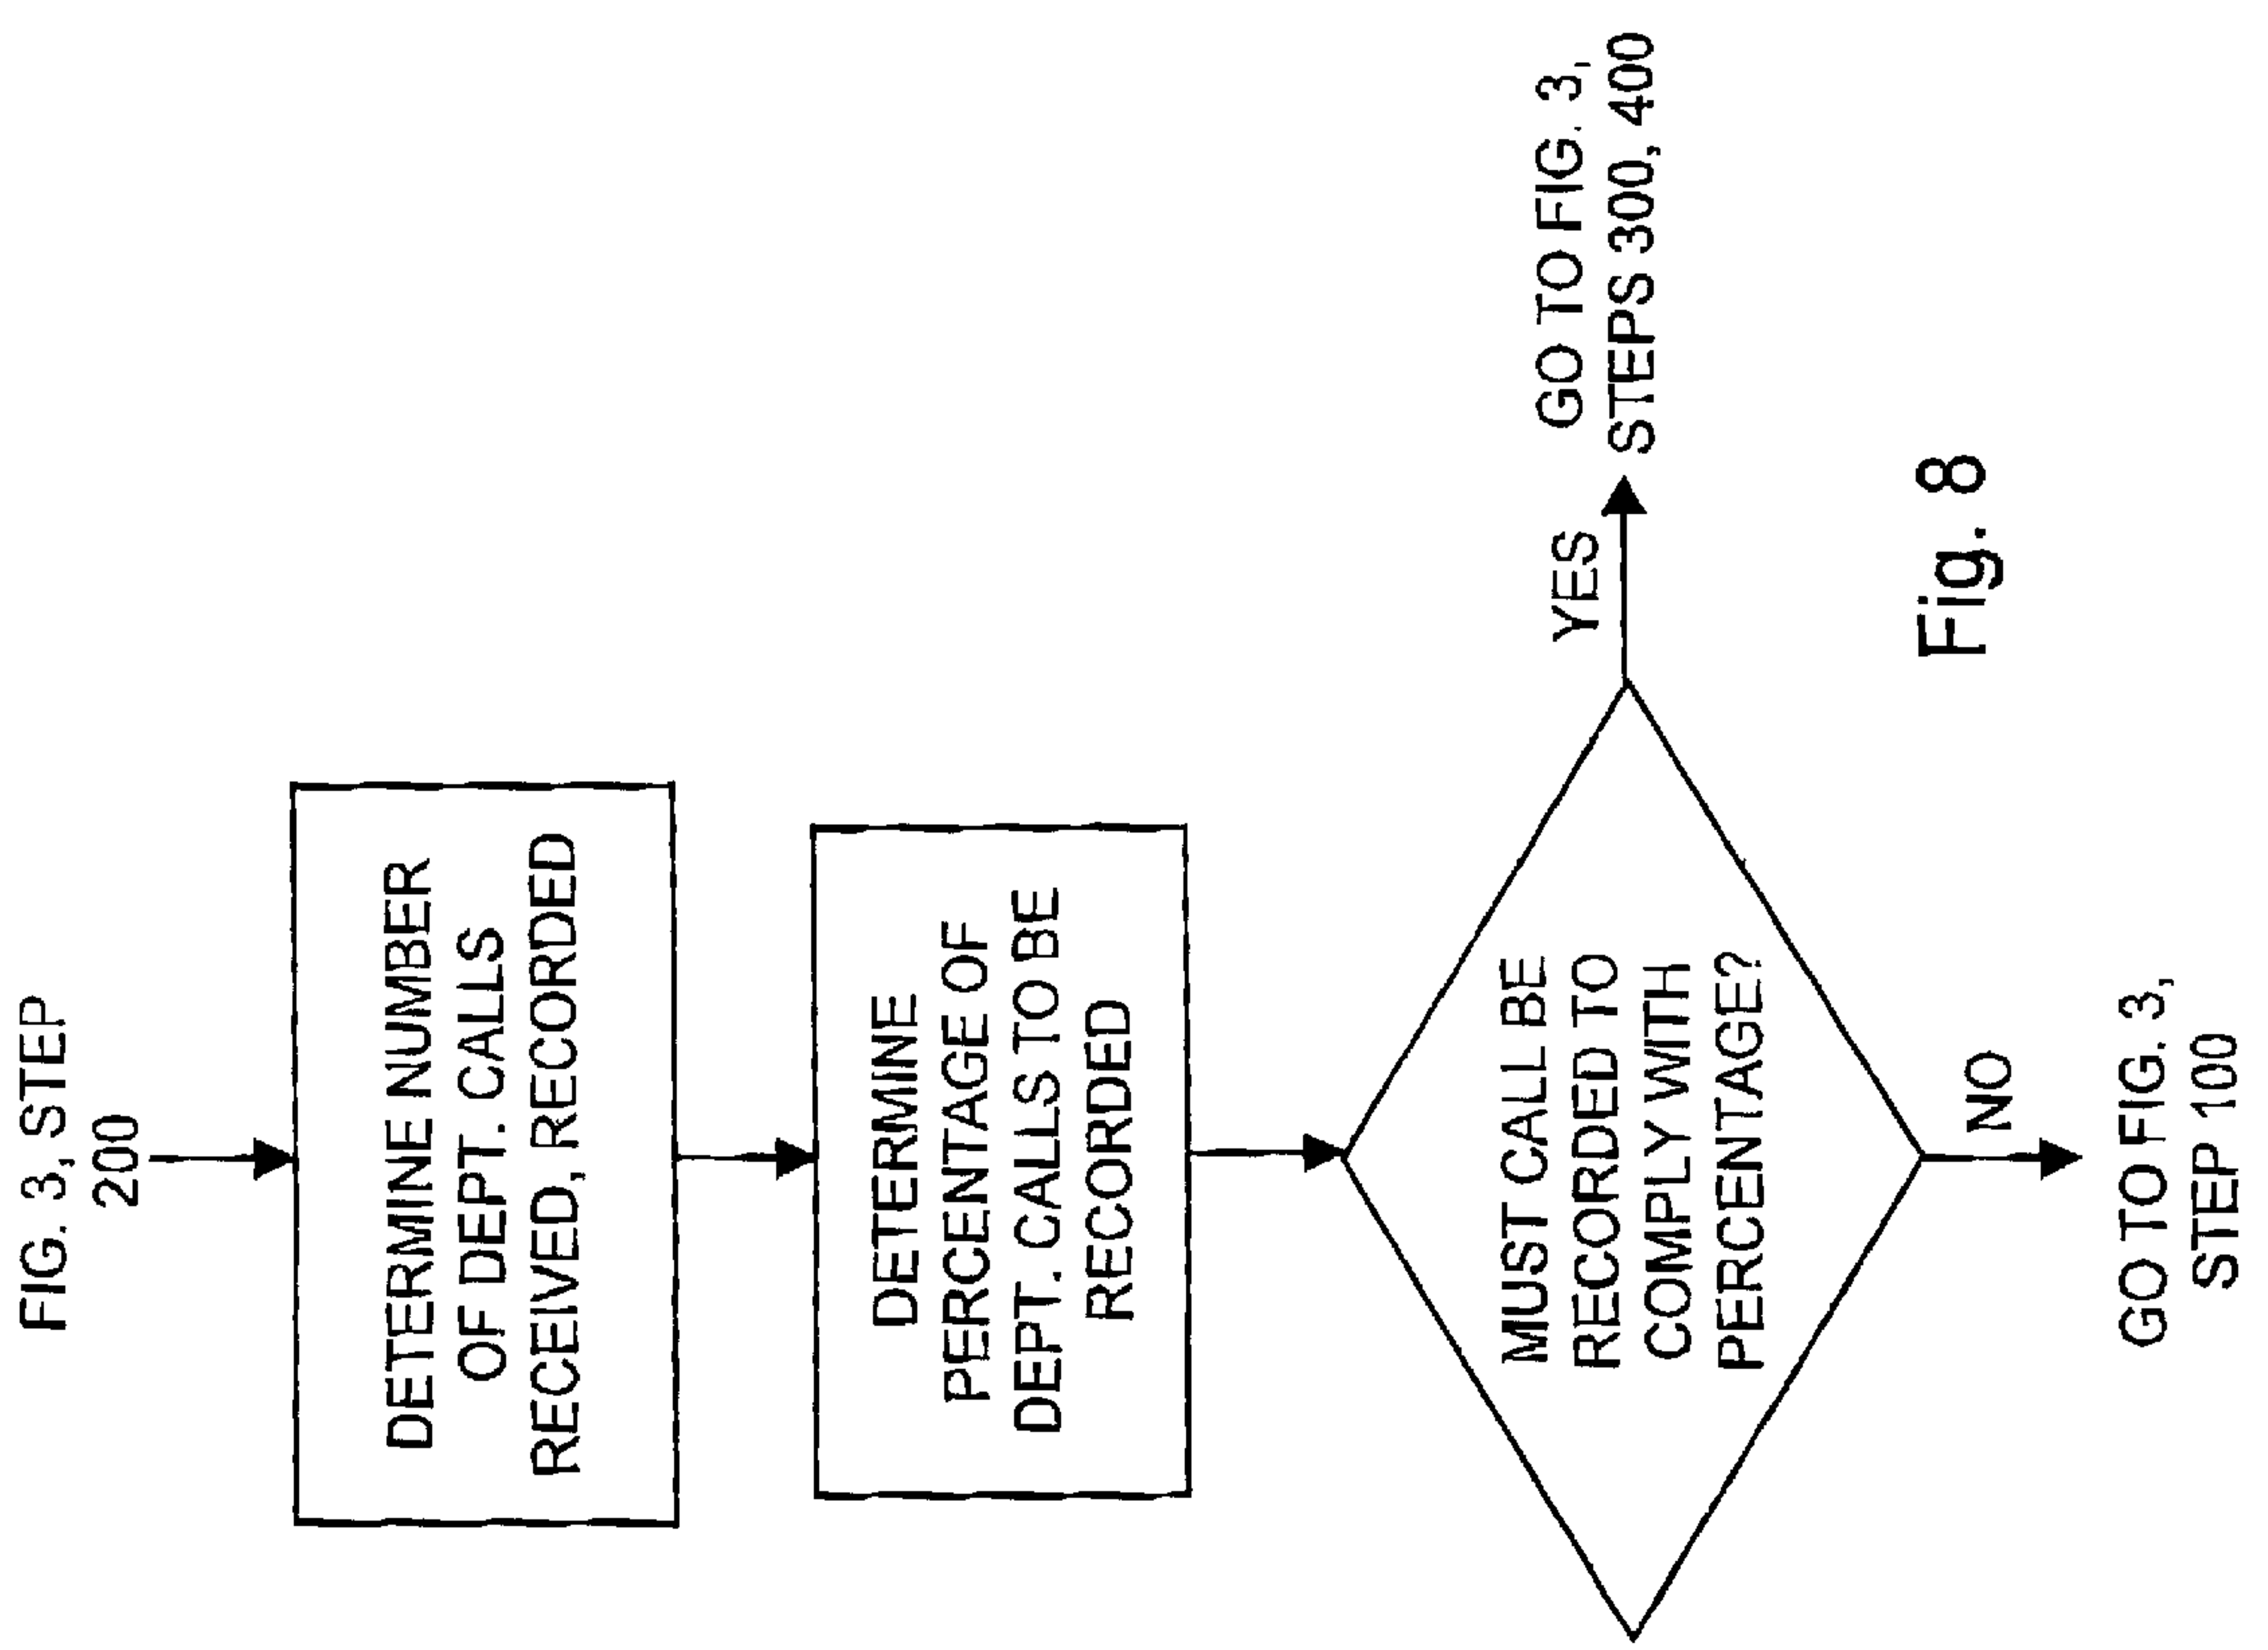 FIG. 3, STEP
200
DETERMINE NUMBER
OF DEPT. CALLS
RECEIVED, RECORDED
DETERMINE
PERCENTAGE OF
DEPT. CALLS TO BE
RECORDED
MUST CALL BE
RECORDED TO
COMPLY WITH
PERCENTAGE?
YES
GO TO FIG. 3,
STEPS 300, 400
NO
GO TO FIG. 3,
STEP 100
Fig. 8